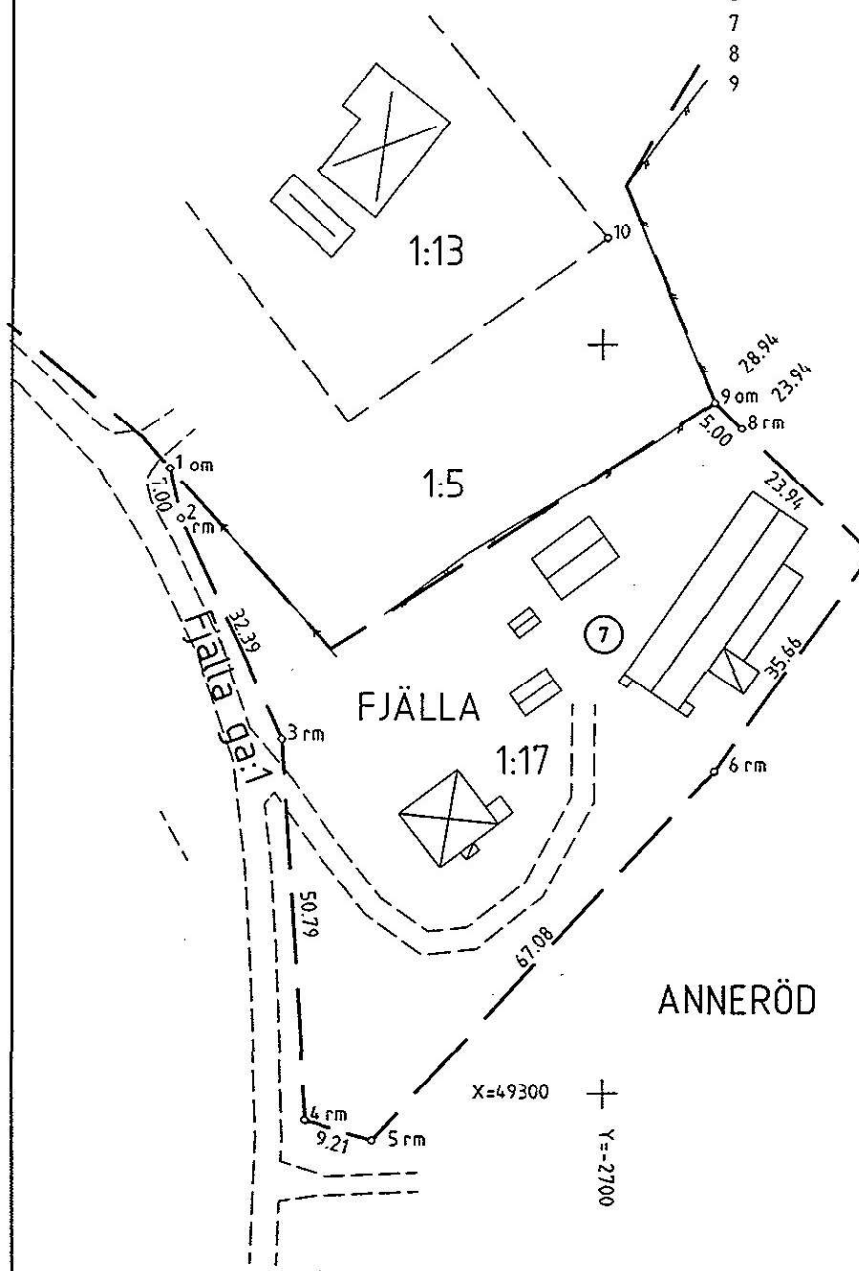 7
8
9
10
1:13
28.94
23.94
9 om
8 rm
5.00
1 om
7.00
2
rm
1:5
23.94
32.39
7
35.66
Fjälla ga:1
FJÄLLA
3 rm
1:17
6 rm
50.79
67.08
ANNERÖD
X=49300
4 rm
9.21
5 rm
Y=-2700